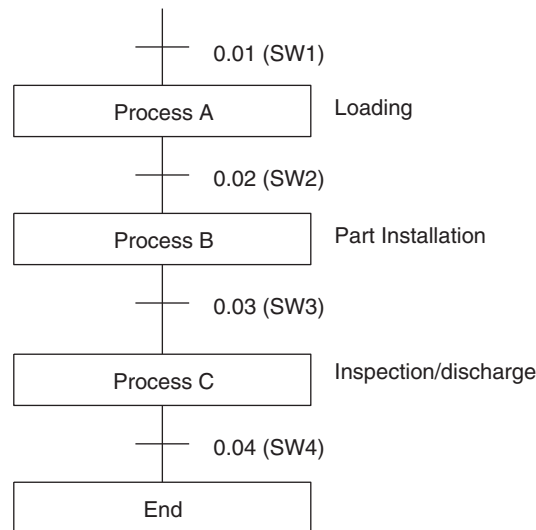 0.01 (SW1)
Process A
Loading
0.02 (SW2)
Process B
Part Installation
0.03 (SW3)
Process C
Inspection/discharge
0.04 (SW4)
End